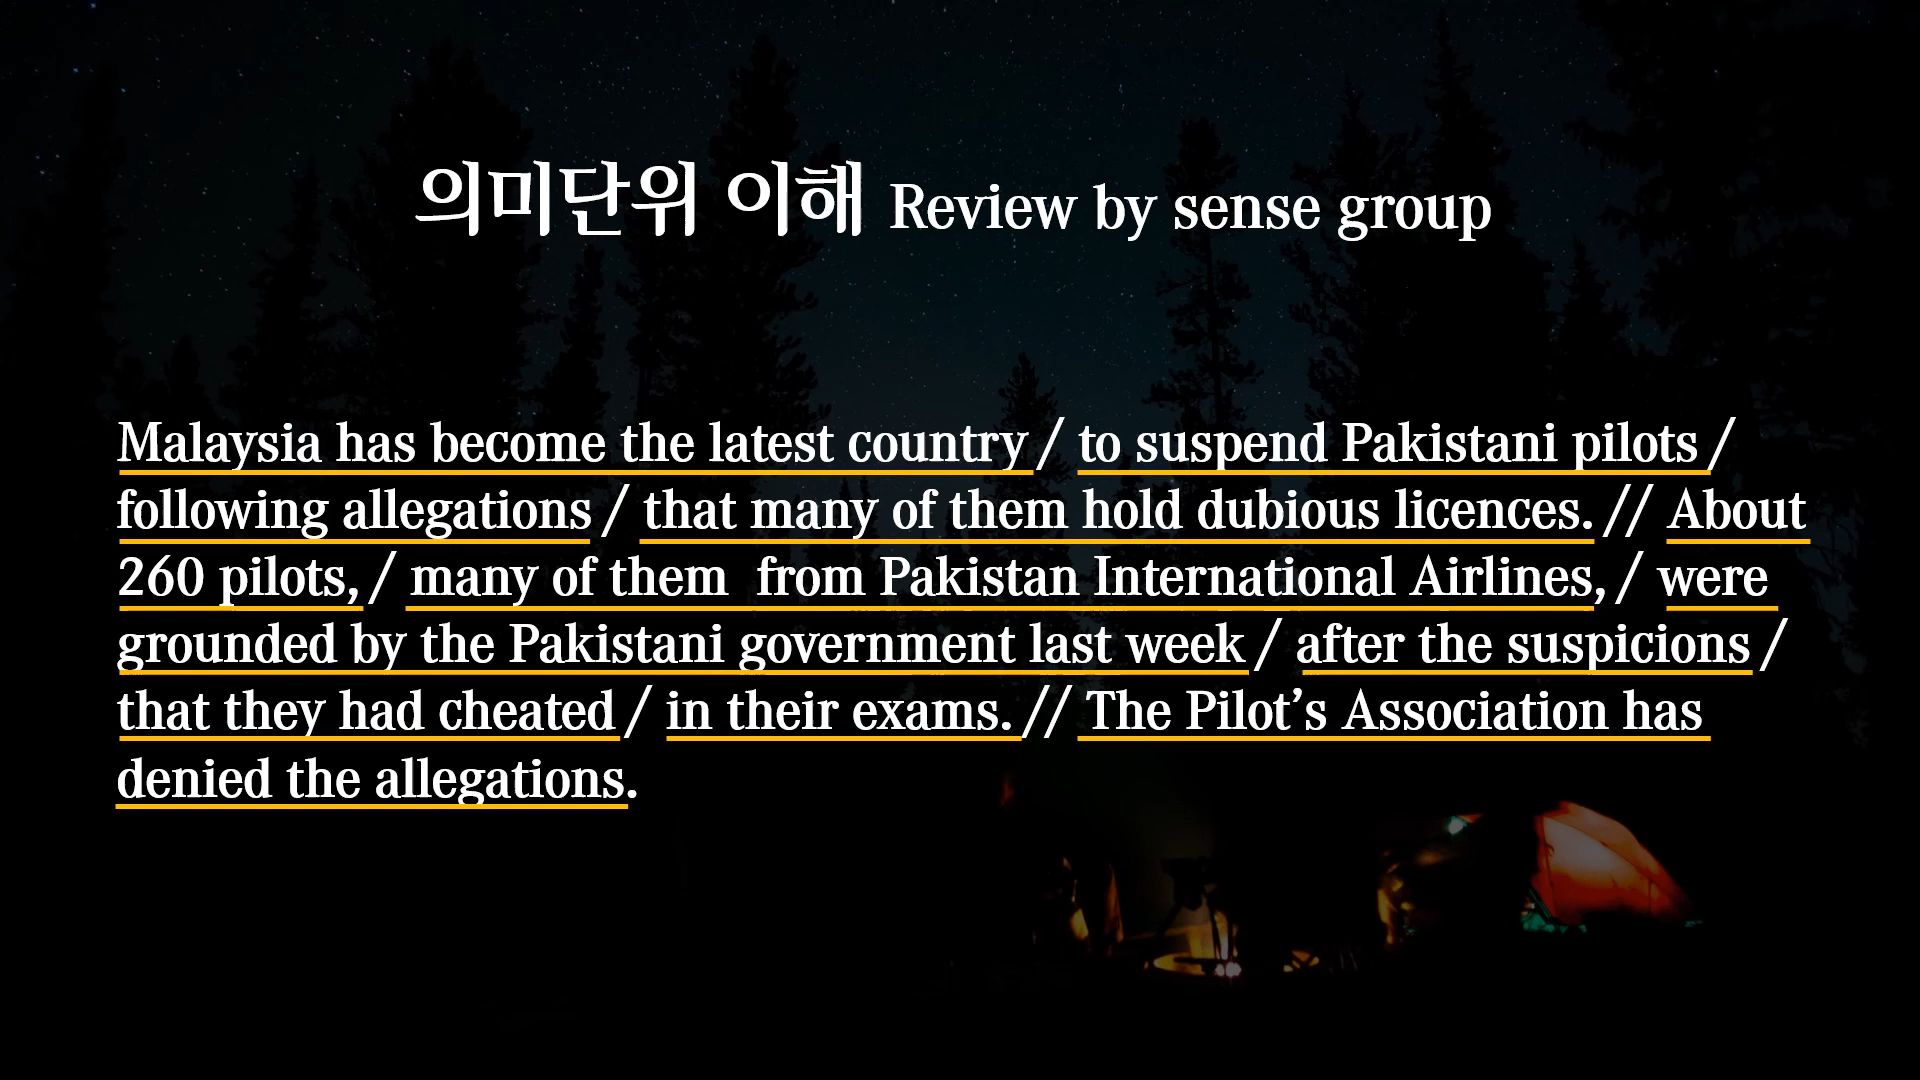 의미단위 이해 Review by sense group
Malaysia has become the latest country / to suspend Pakistani pilots /
following allegations / that many of them hold dubious licences. // About
260 pilots, / many of them  from Pakistan International Airlines, / were
grounded by the Pakistani government last week / after the suspicions /
that they had cheated / in their exams. // The Pilot’s Association has
denied the allegations.